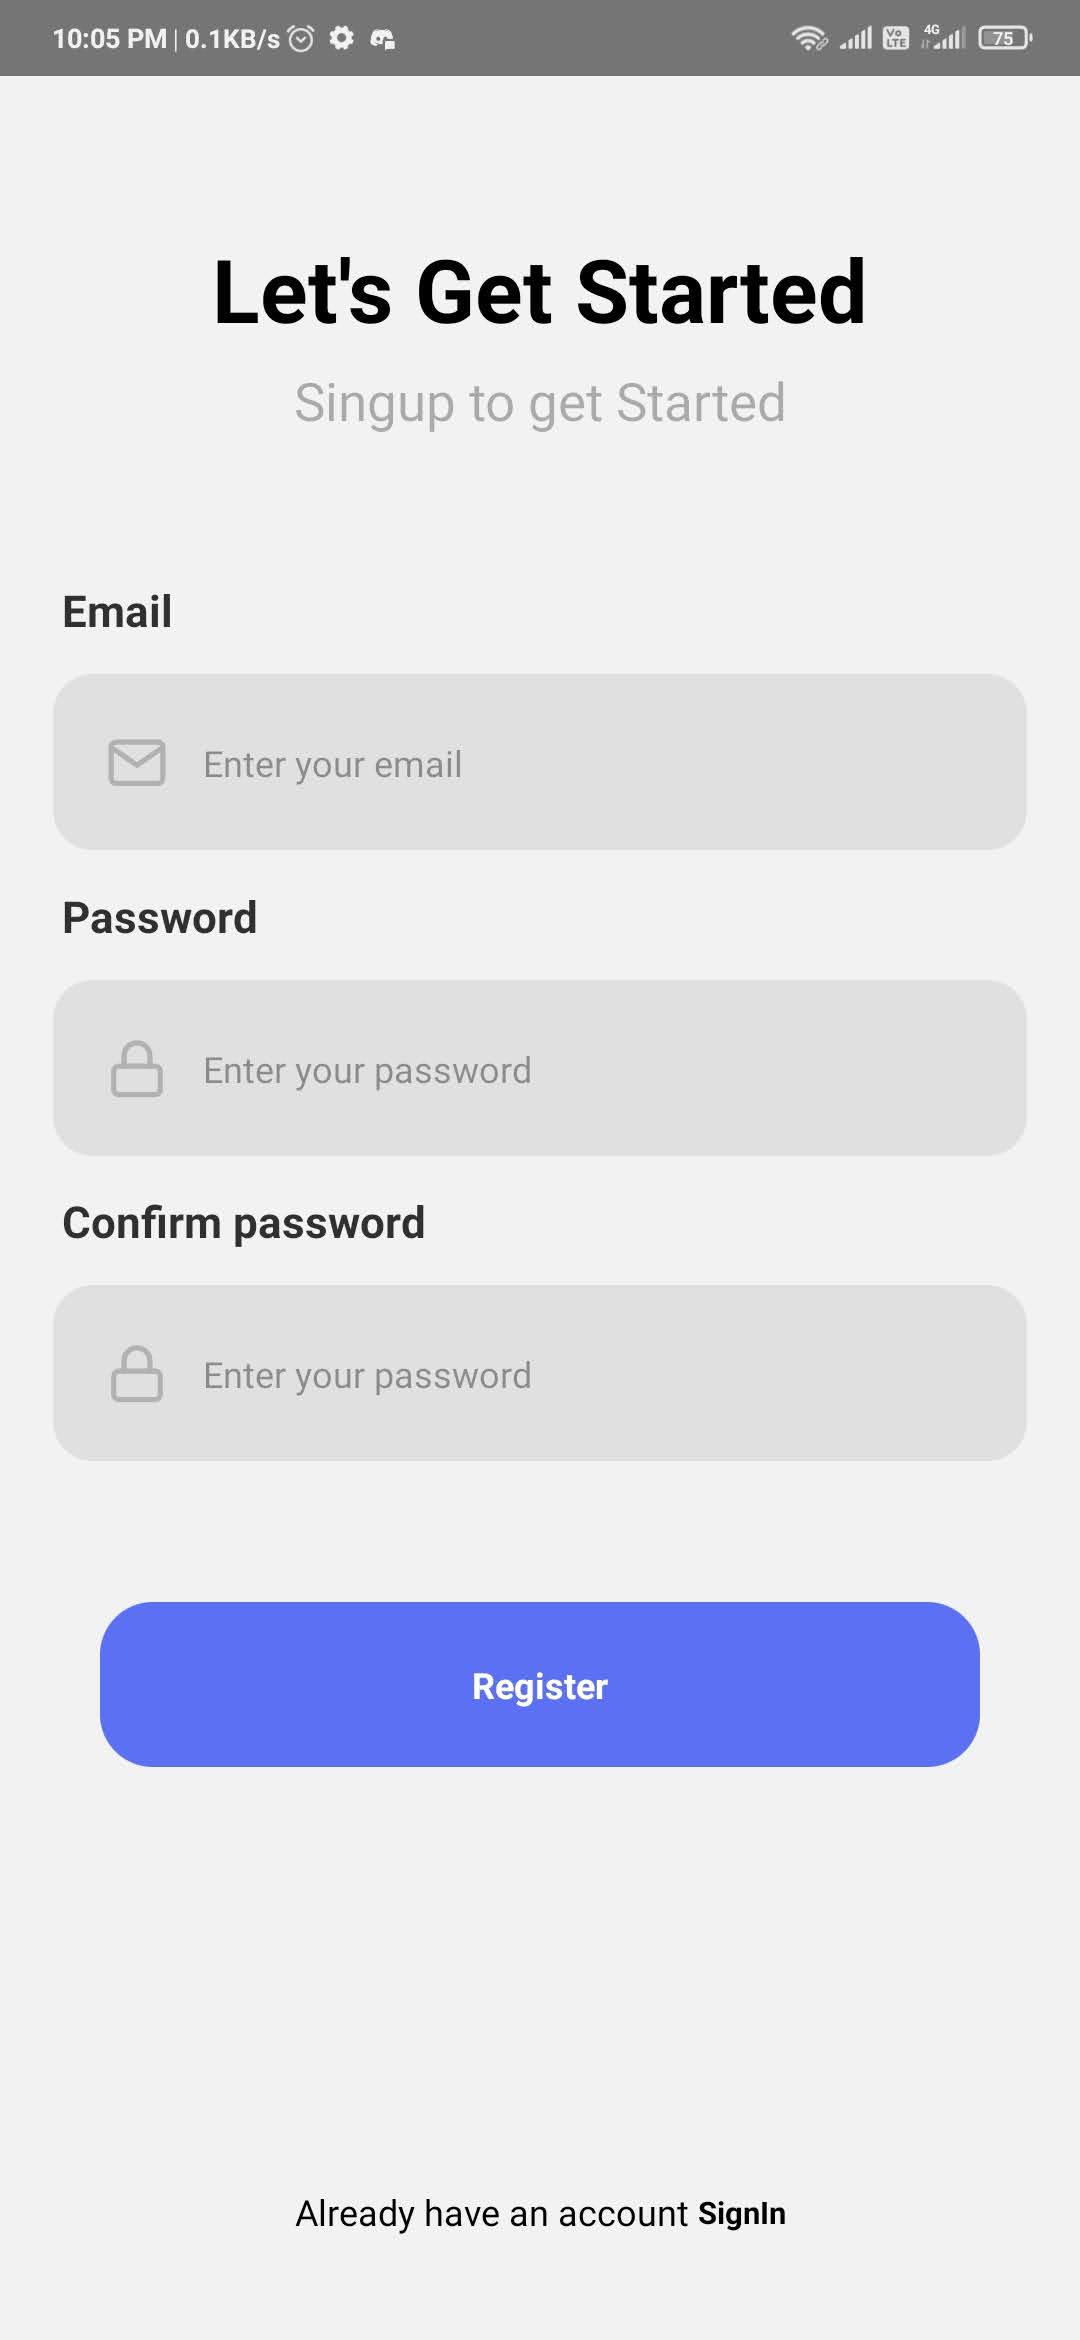 10:05 PM | 0.1KB/s
Vo LTE 4G 75
Let's Get Started
Singup to get Started
Email
Enter your email
Password
Enter your password
Confirm password
Enter your password
Register
Already have an account SignIn